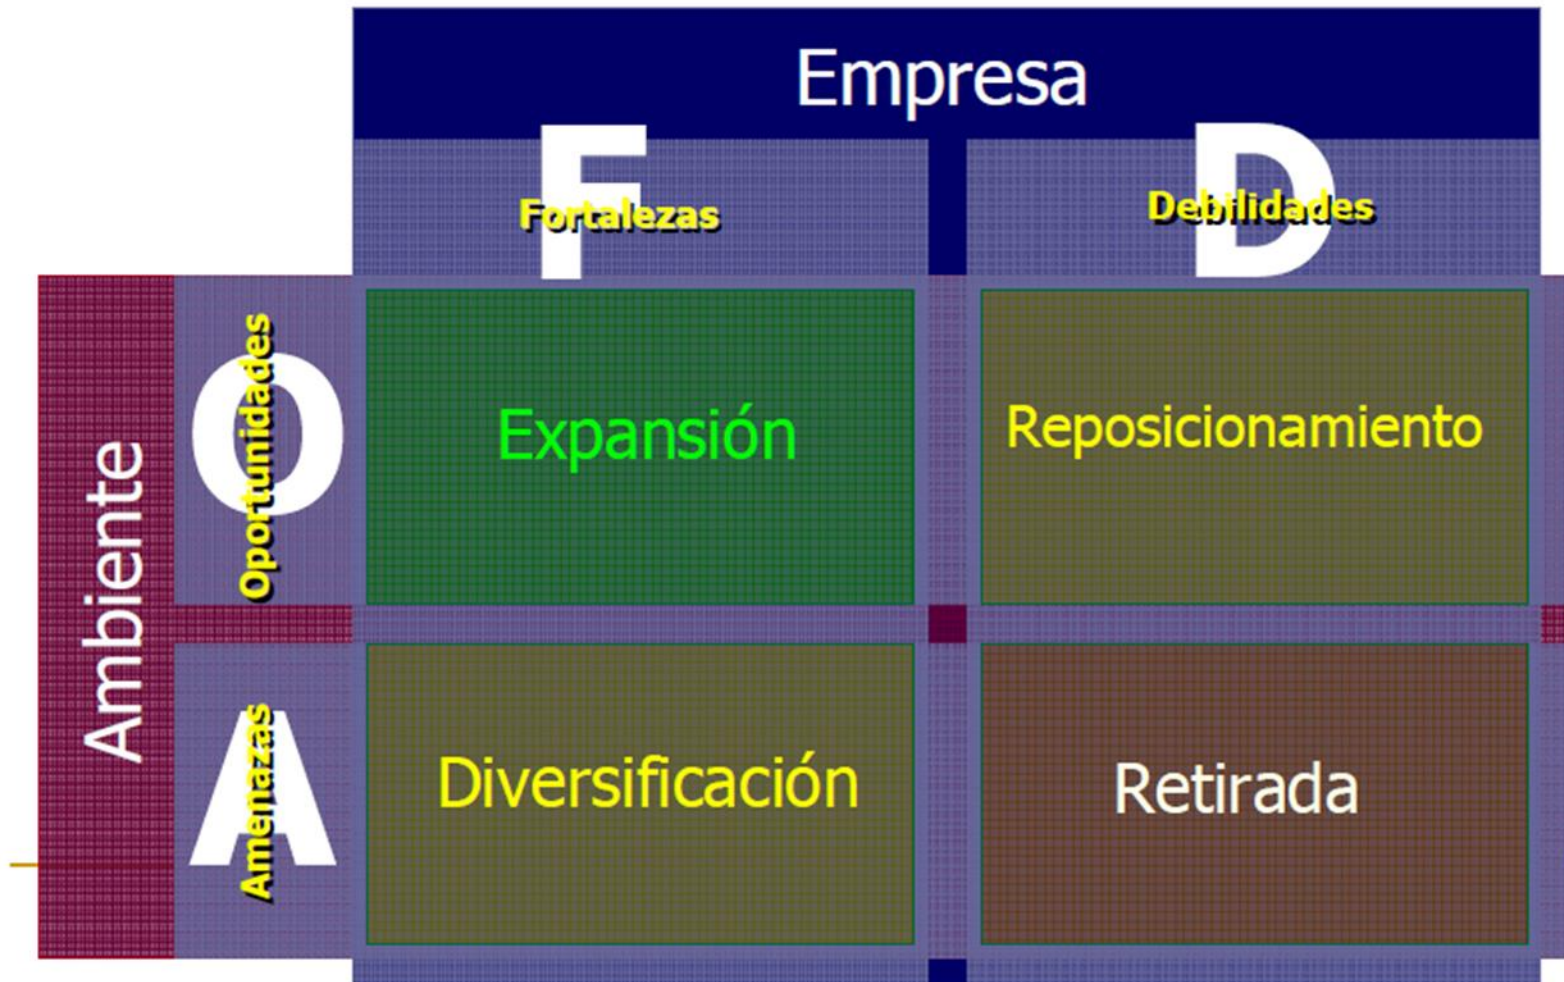 Empresa
F
Fortalezas
D
Debilidades
Ambiente
O
Oportunidades
Expansión
Reposicionamiento
A
Amenazas
Diversificación
Retirada